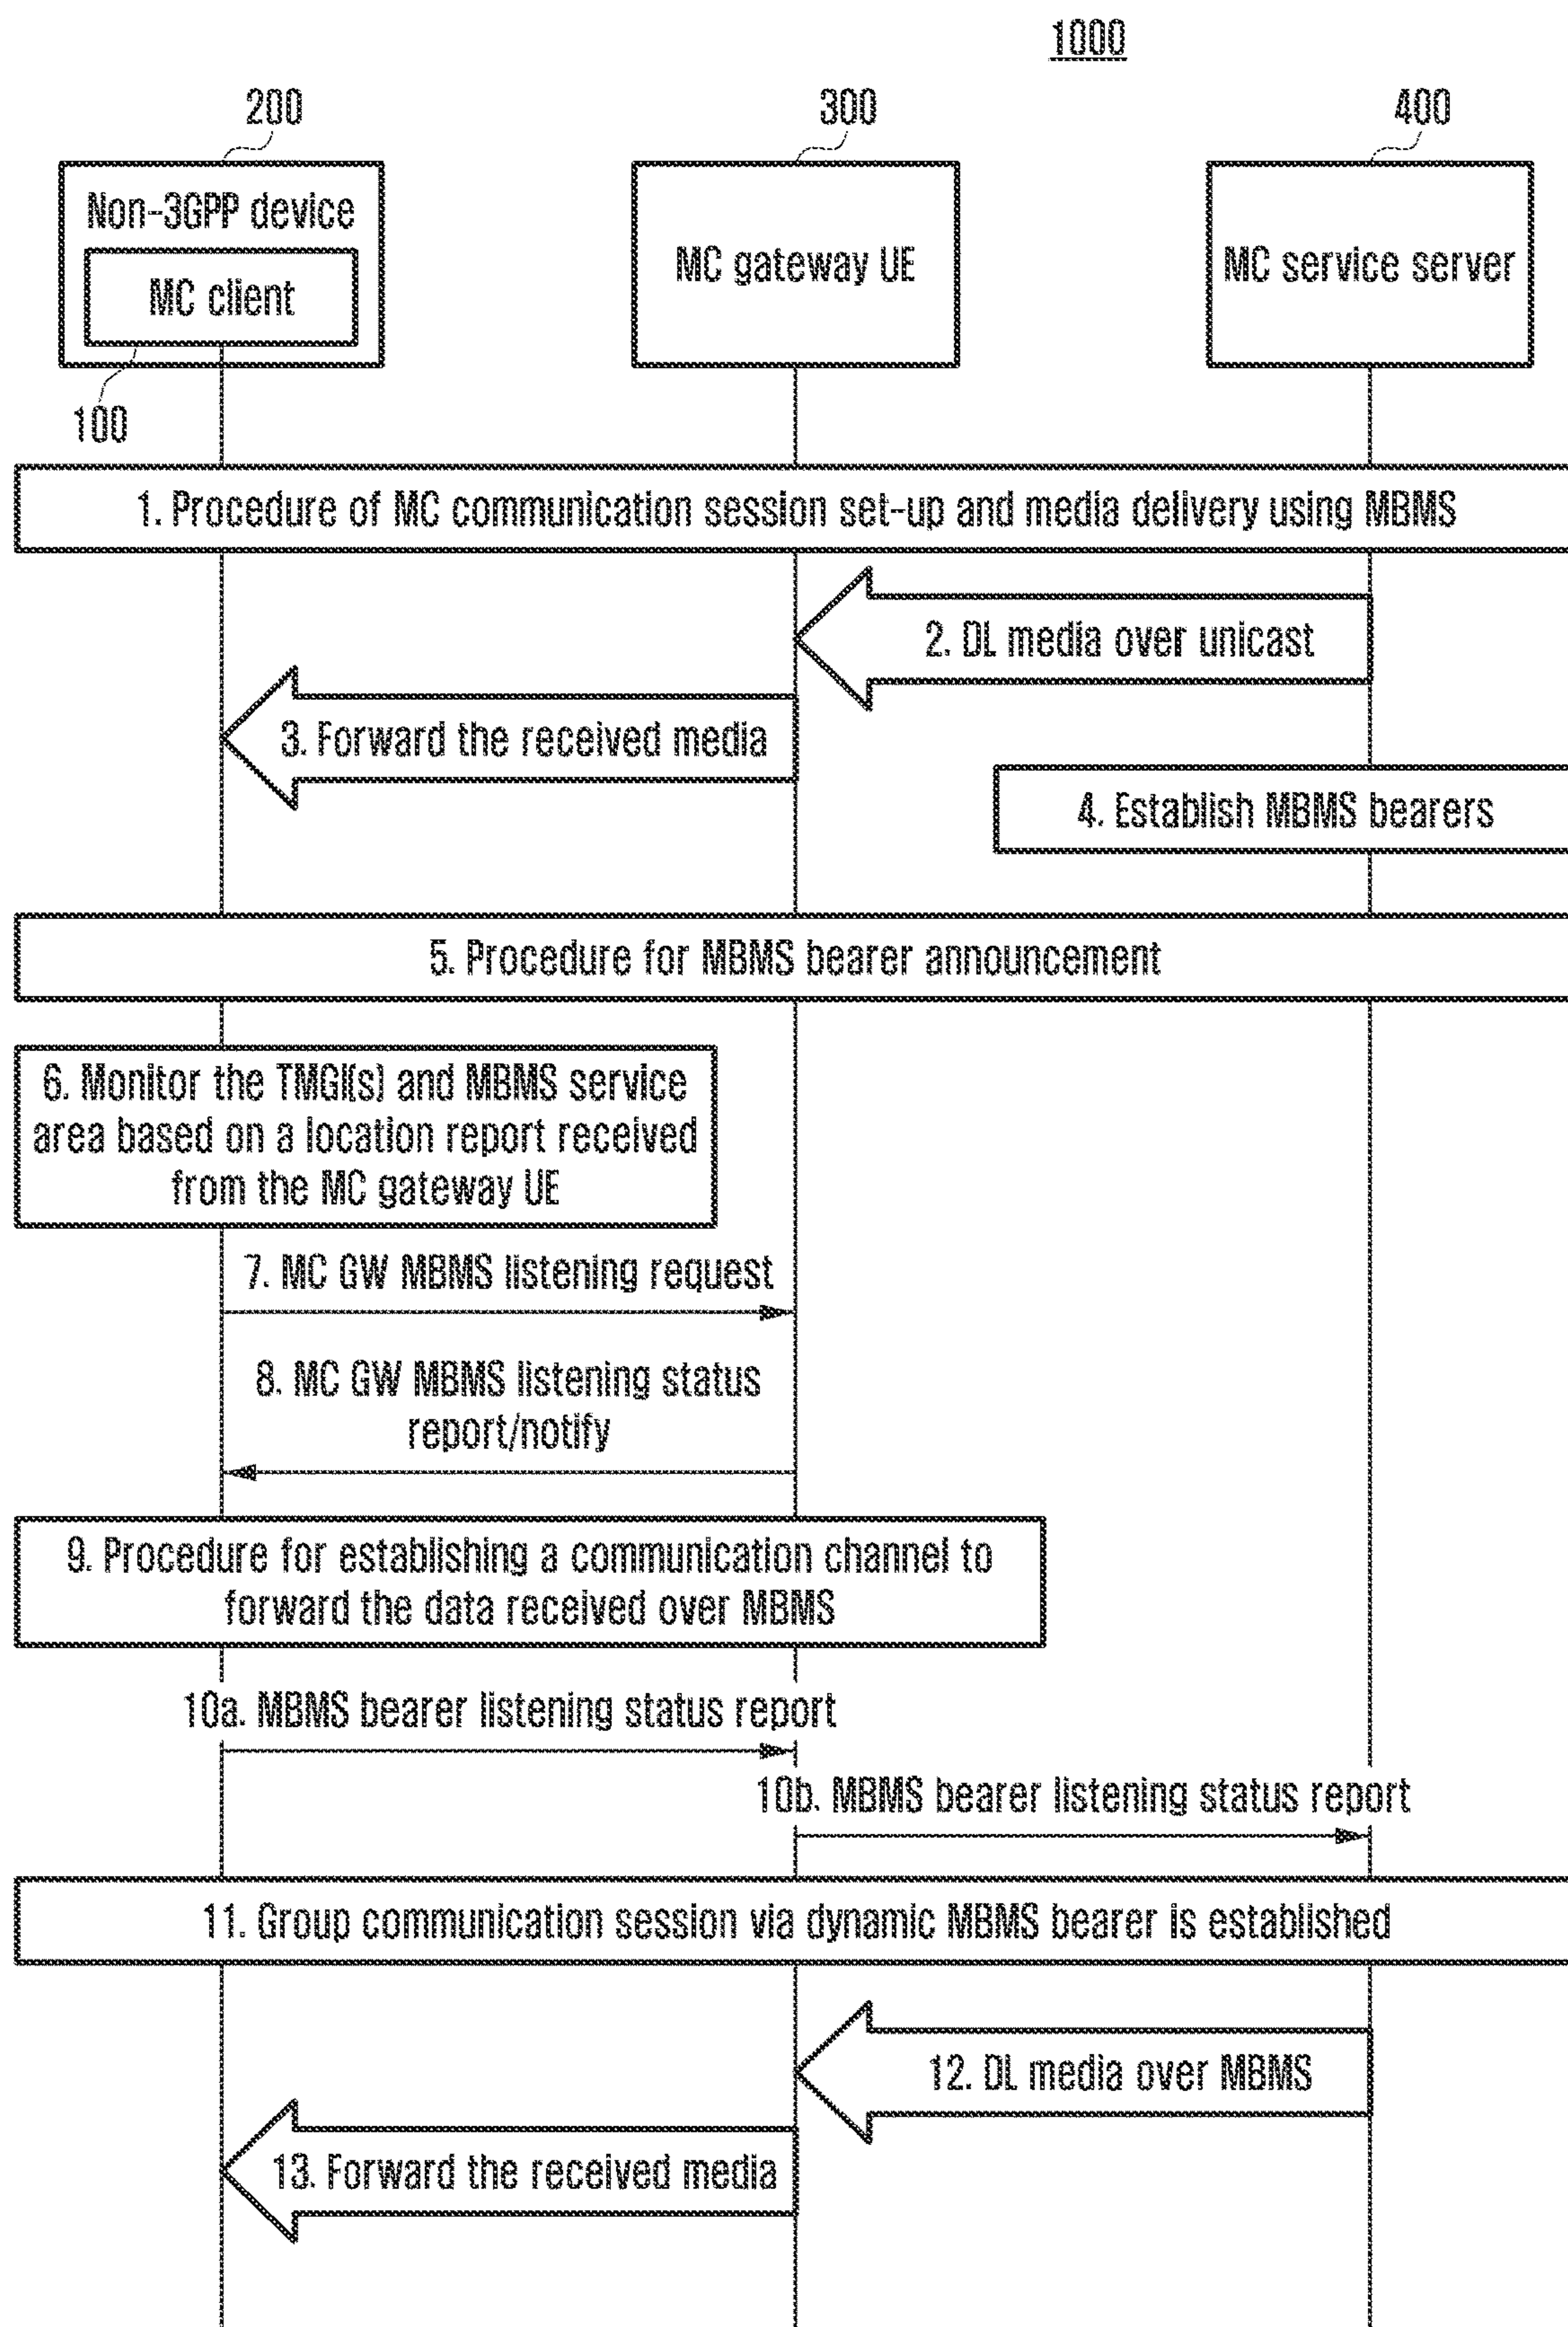 1000
200
300
400
Non-3GPP device
MC client
MC gateway UE
MC service server
100
1. Procedure of MC communication session set-up and media delivery using MBMS
2. DL media over unicast
3. Forward the received media
4. Establish MBMS bearers
5. Procedure for MBMS bearer announcement
6. Monitor the TMGI(s) and MBMS service
area based on a location report received
from the MC gateway UE
7. MC GW MBMS listening request
8. MC GW MBMS listening status
report/notify
9. Procedure for establishing a communication channel to
forward the data received over MBMS
10a. MBMS bearer listening status report
10b. MBMS bearer listening status report
11. Group communication session via dynamic MBMS bearer is established
12. DL media over MBMS
13. Forward the received media